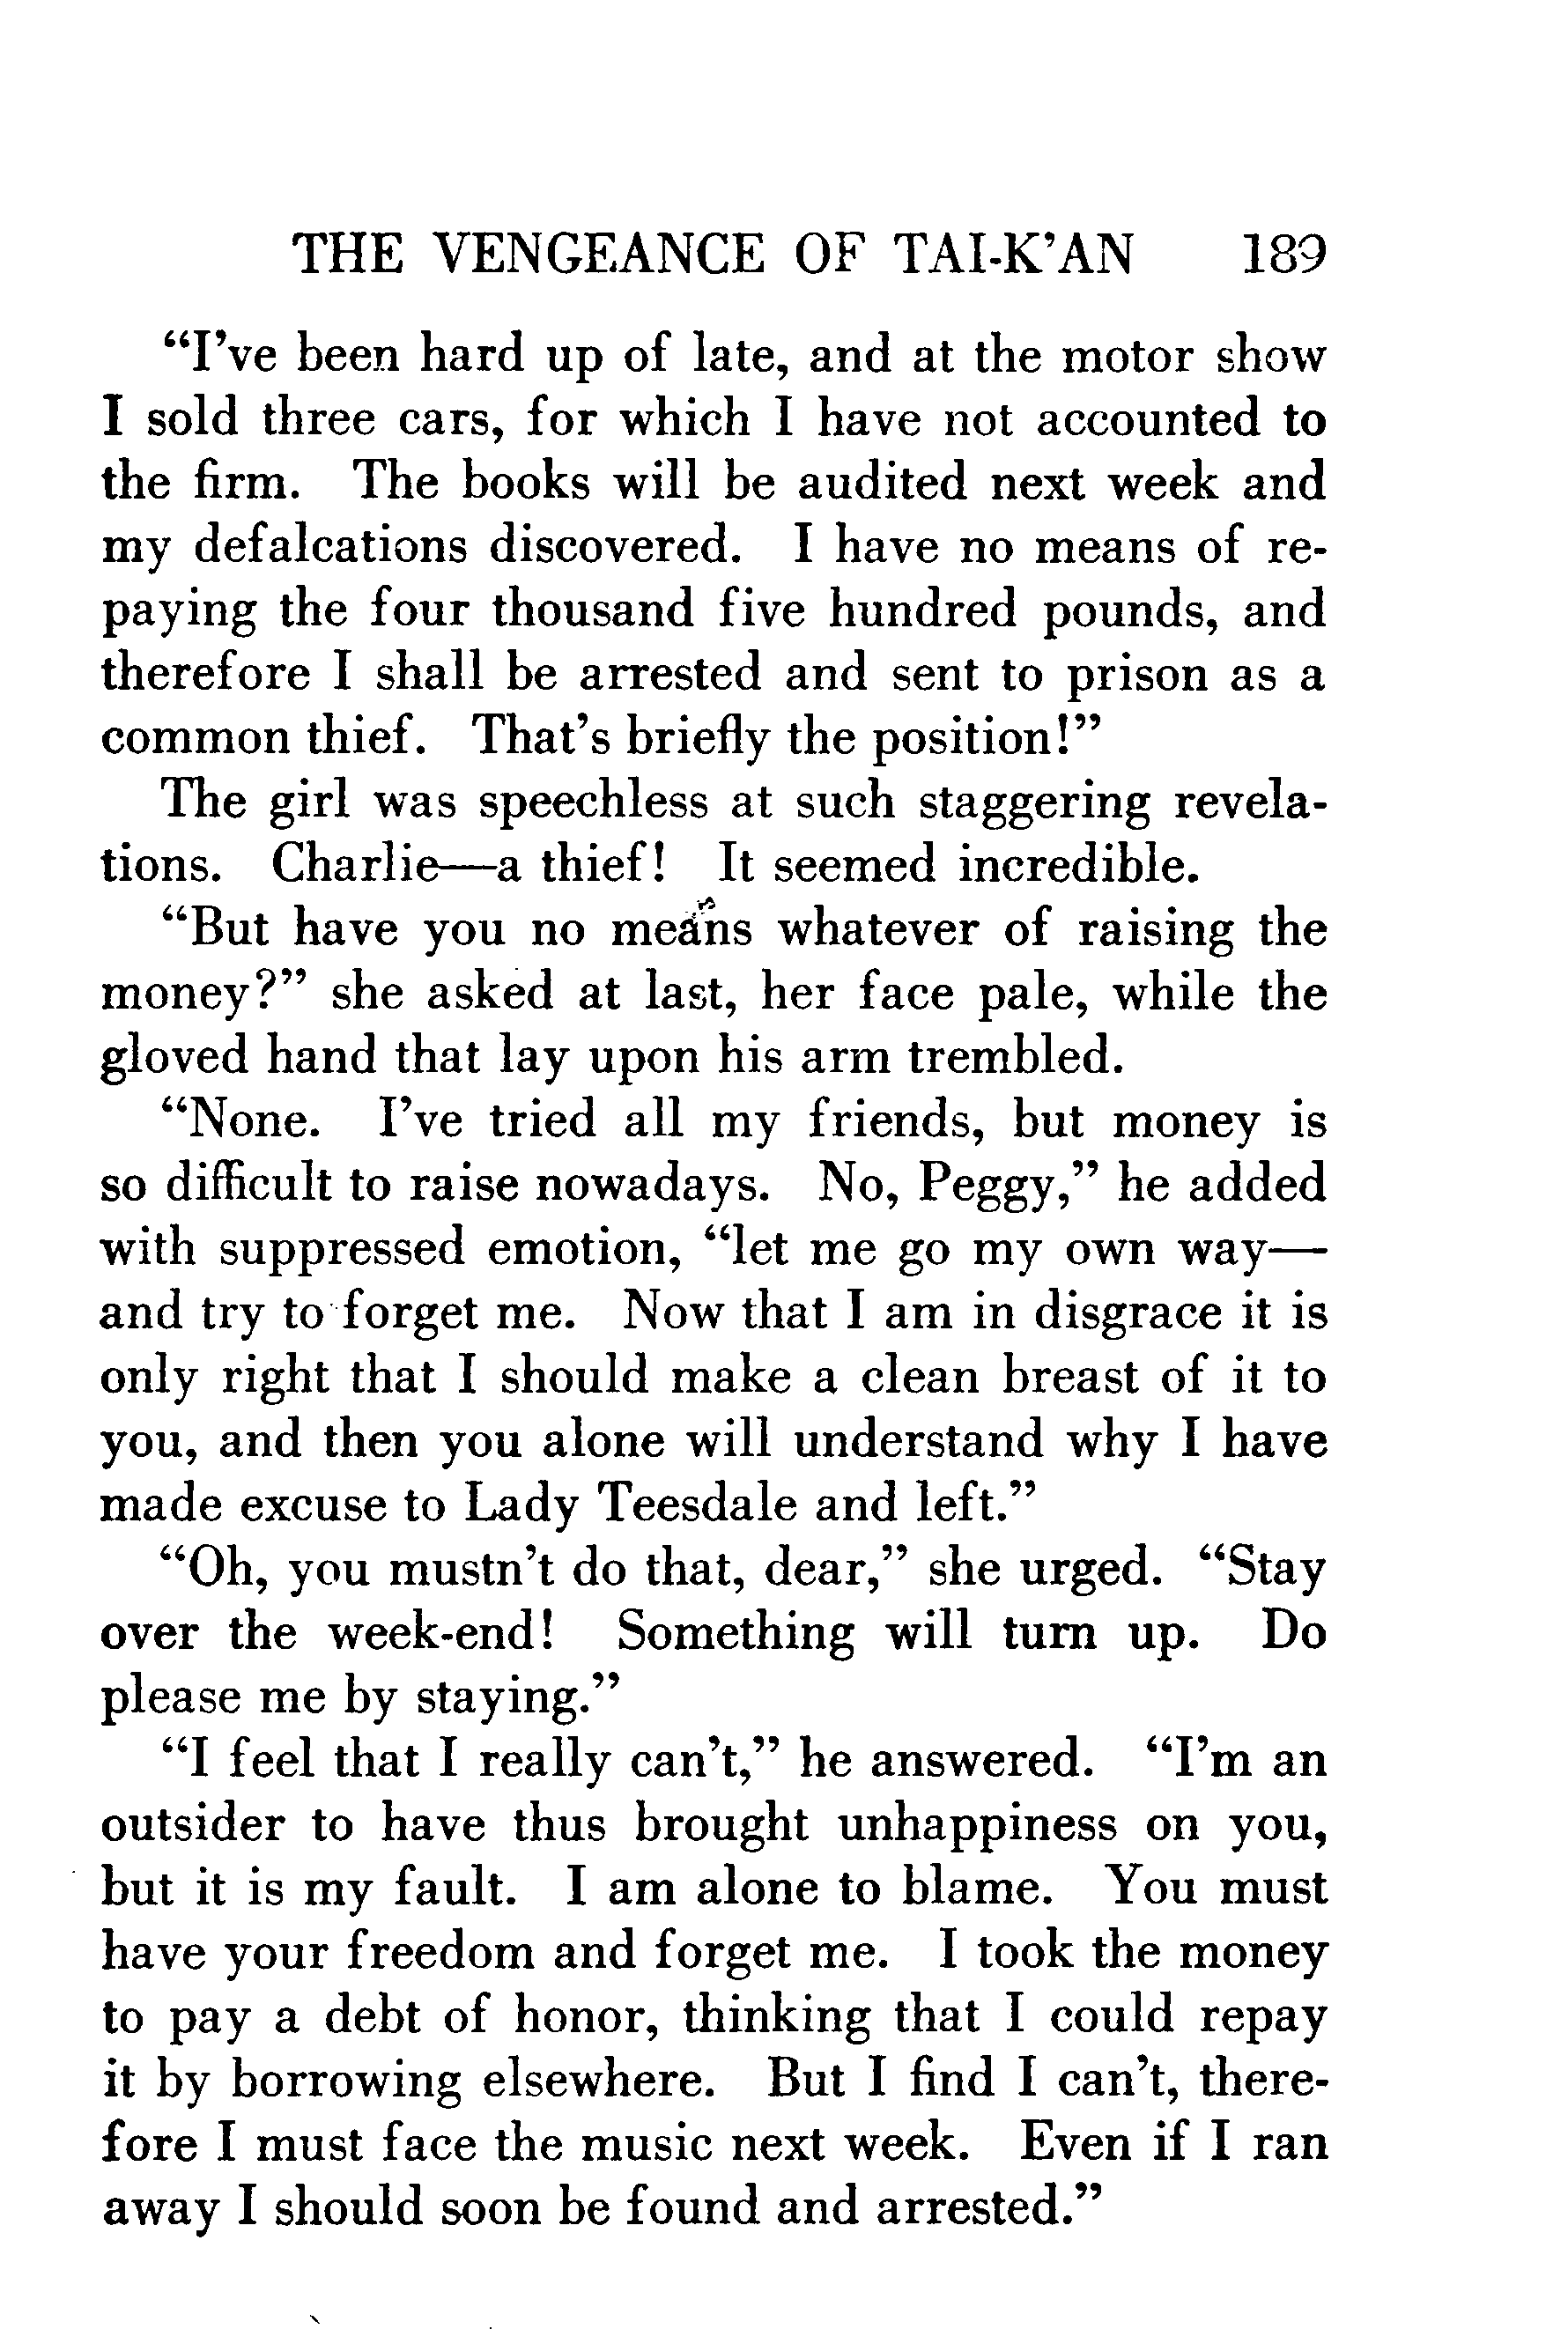 THE VENGEANCE OF TAI-K’AN 189
“I’ve been hard up of late, and at the motor show
I sold three cars, for which I have not accounted to
the firm. The books will be audited next week and
my defalcations discovered. I have no means of re-
paying the four thousand five hundred pounds, and
therefore I shall be arrested and sent to prison as a
common thief. That’s briefly the position!”
The girl was speechless at such staggering revela-
tions. Charlie—a thief! It seemed incredible.
“But have you no means whatever of raising the
money?” she asked at last, her face pale, while the
gloved hand that lay upon his arm trembled.
“None. I’ve tried all my friends, but money is
so difficult to raise nowadays. No, Peggy,” he added
with suppressed emotion, “let me go my own way—
and try to forget me. Now that I am in disgrace it is
only right that I should make a clean breast of it to
you, and then you alone will understand why I have
made excuse to Lady Teesdale and left.”
“Oh, you mustn’t do that, dear,” she urged. “Stay
over the week-end! Something will turn up. Do
please me by staying.”
“I feel that I really can’t,” he answered. “I’m an
outsider to have thus brought unhappiness on you,
but it is my fault. I am alone to blame. You must
have your freedom and forget me. I took the money
to pay a debt of honor, thinking that I could repay
it by borrowing elsewhere. But I find I can’t, there-
fore I must face the music next week. Even if I ran
away I should soon be found and arrested.”